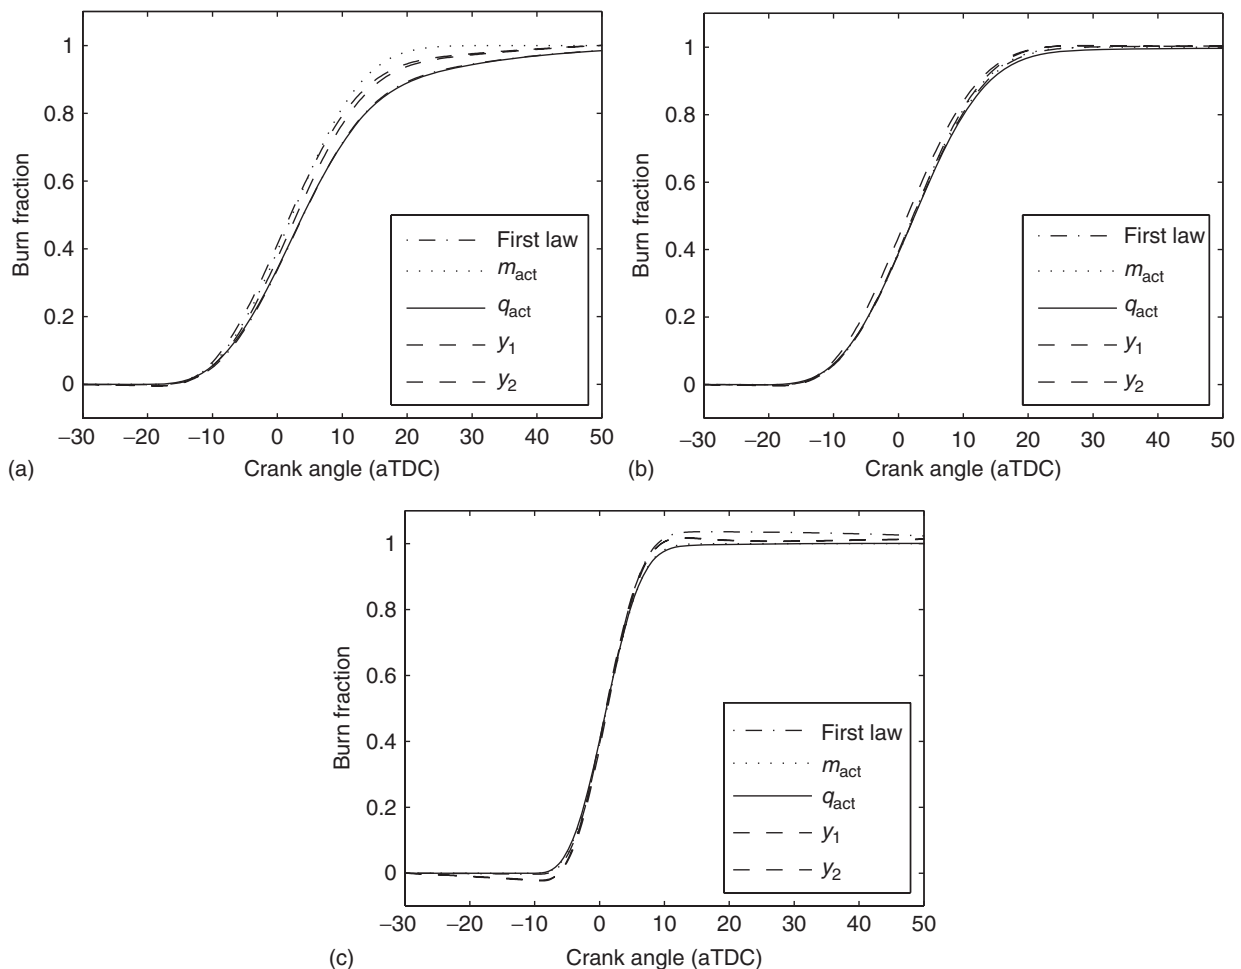 1
0.8
0.6
0.4
0.2
0
Burn fraction
First law
m_act
q_act
y_1
y_2
−30 −20 −10 0 10 20 30 40 50
Crank angle (aTDC)
(a)
1
0.8
0.6
0.4
0.2
0
Burn fraction
First law
m_act
q_act
y_1
y_2
−30 −20 −10 0 10 20 30 40 50
Crank angle (aTDC)
(b)
1
0.8
0.6
0.4
0.2
0
Burn fraction
First law
m_act
q_act
y_1
y_2
−30 −20 −10 0 10 20 30 40 50
Crank angle (aTDC)
(c)